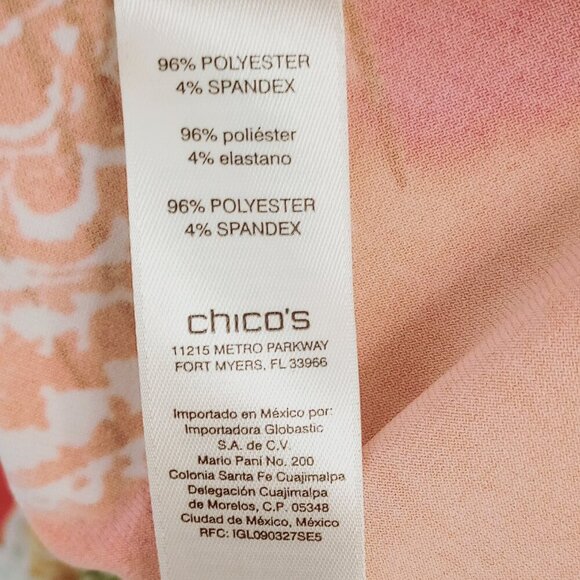 96% POLYESTER
4% SPANDEX
96% poliéster
4% elastano
96% POLYESTER
4% SPANDEX
chico's
11215 METRO PARKWAY
FORT MYERS, FL 33966
Importado en México por:
Importadora Globastic
S.A. de C.V.
Mario Pani No. 200
Colonia Santa Fe Cuajimalpa
Delegación Cuajimalpa
de Morelos, C.P. 05348
Ciudad de México, México
RFC: IGL090327SE5